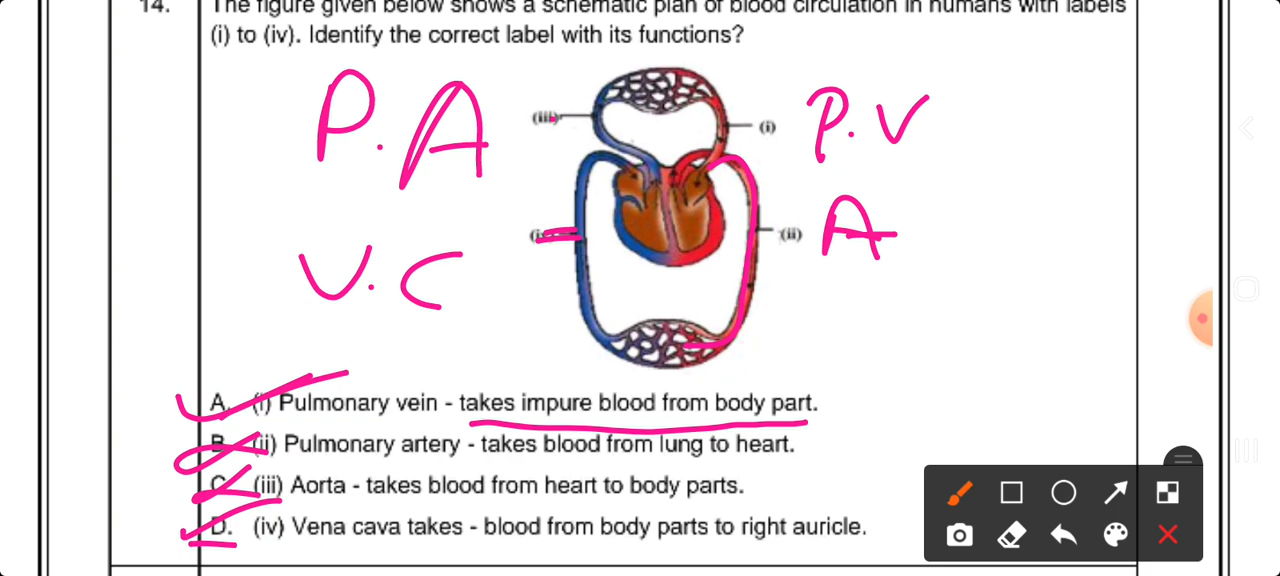 14. The figure given below shows a schematic plan of blood circulation in humans with labels
(i) to (iv). Identify the correct label with its functions?
P.A
(iii)
(i)
P.V
(ii)
A
V.C
A. (i) Pulmonary vein - takes impure blood from body part.
B. (ii) Pulmonary artery - takes blood from lung to heart.
C. (iii) Aorta - takes blood from heart to body parts.
D. (iv) Vena cava takes - blood from body parts to right auricle.